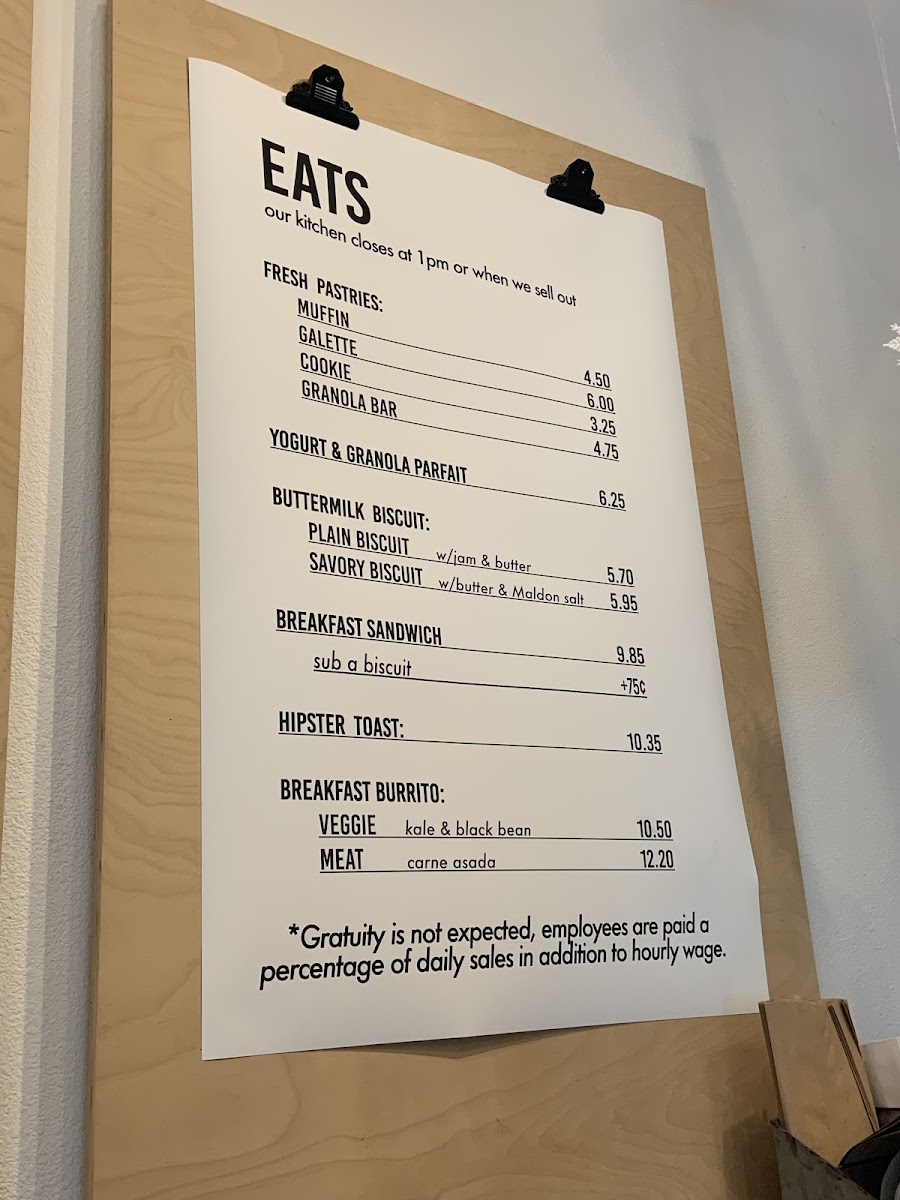 EATS
our kitchen closes at 1pm or when we sell out
FRESH PASTRIES:
MUFFIN 4.50
GALETTE 6.00
COOKIE 3.25
GRANOLA BAR 4.75
YOGURT & GRANOLA PARFAIT 6.25
BUTTERMILK BISCUIT:
PLAIN BISCUIT w/jam & butter 5.70
SAVORY BISCUIT w/butter & Maldon salt 5.95
BREAKFAST SANDWICH 9.85
sub a biscuit +75¢
HIPSTER TOAST: 10.35
BREAKFAST BURRITO:
VEGGIE kale & black bean 10.50
MEAT carne asada 12.20
*Gratuity is not expected, employees are paid a
percentage of daily sales in addition to hourly wage.